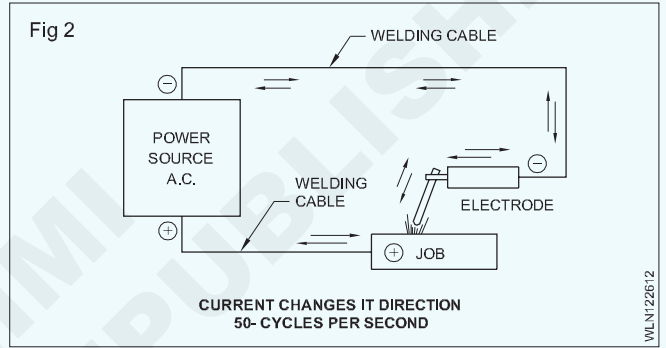 Fig 2
WELDING CABLE
−
POWER
SOURCE
A.C.
+
WELDING
CABLE
−
ELECTRODE
+ JOB
CURRENT CHANGES IT DIRECTION
50- CYCLES PER SECOND
WLN122612